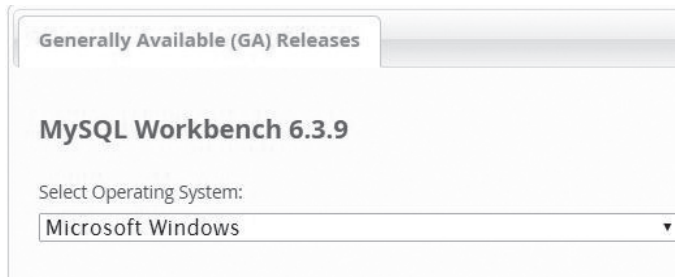 Generally Available (GA) Releases
MySQL Workbench 6.3.9
Select Operating System:
Microsoft Windows